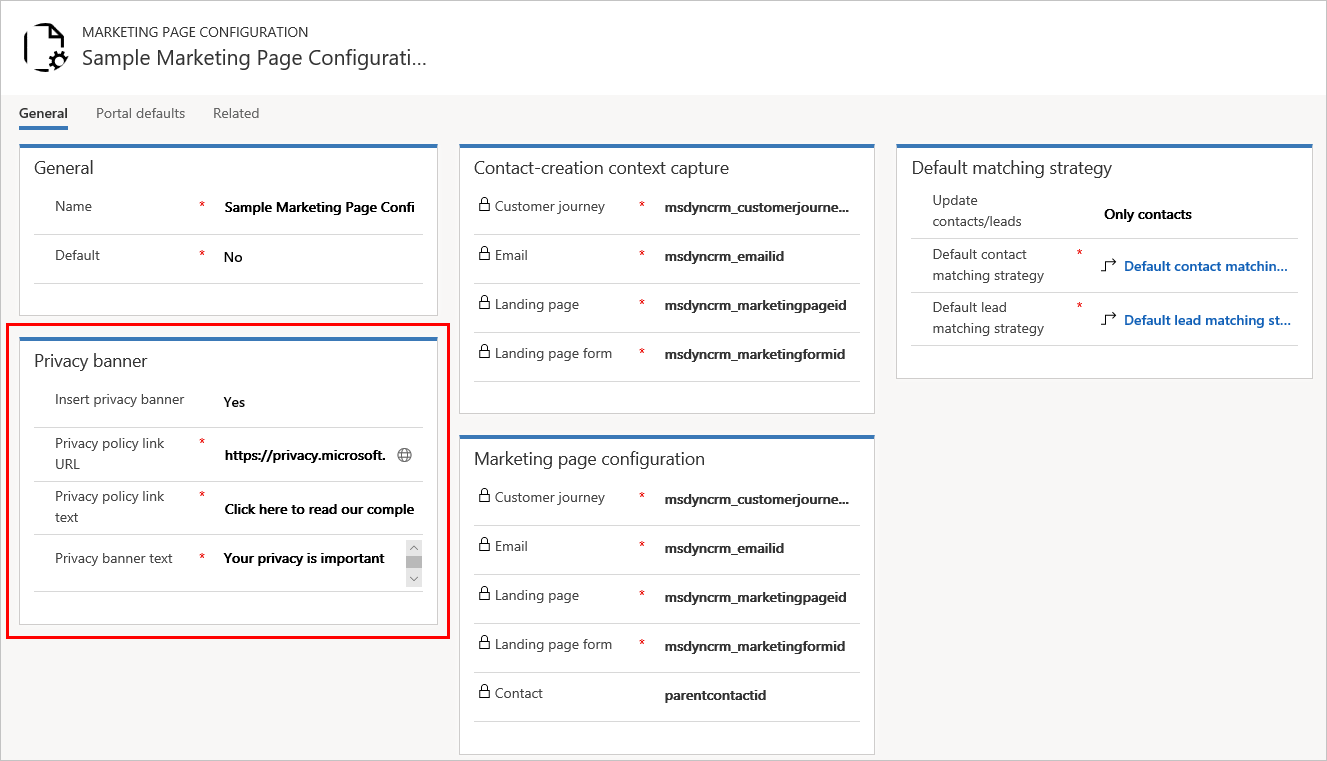 MARKETING PAGE CONFIGURATION
Sample Marketing Page Configurati...
General
Portal defaults
Related
General
Name * Sample Marketing Page Confi
Default * No
Privacy banner
Insert privacy banner Yes
Privacy policy link
URL
* https://privacy.microsoft.
Privacy policy link
text
* Click here to read our comple
Privacy banner text * Your privacy is important
Contact-creation context capture
Customer journey * msdyncrm_customerjourne...
Email * msdyncrm_emailid
Landing page * msdyncrm_marketingpageid
Landing page form * msdyncrm_marketingformid
Marketing page configuration
Customer journey * msdyncrm_customerjourne...
Email * msdyncrm_emailid
Landing page * msdyncrm_marketingpageid
Landing page form * msdyncrm_marketingformid
Contact parentcontactid
Default matching strategy
Update
contacts/leads
Only contacts
Default contact
matching strategy
* Default contact matchin...
Default lead
matching strategy
* Default lead matching st...